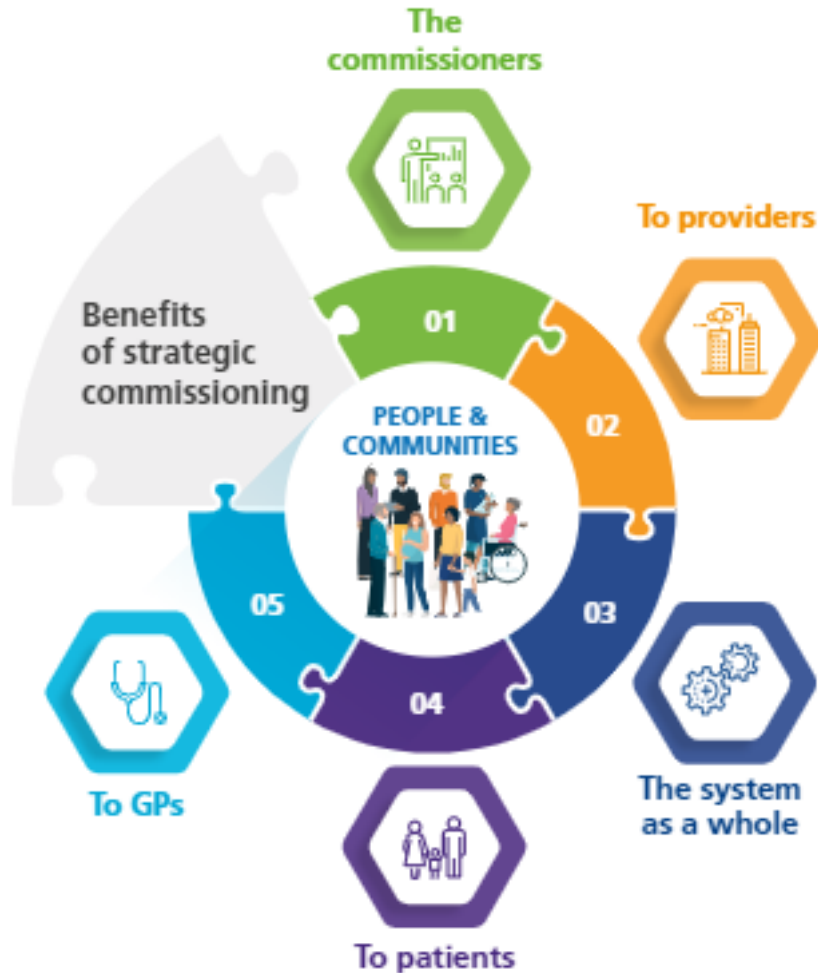 The
commissioners
To providers
Benefits
of strategic
commissioning
01
02
PEOPLE &
COMMUNITIES
03
04
05
The system
as a whole
To patients
To GPs